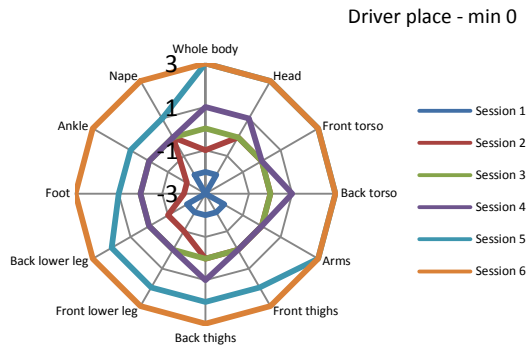 Driver place - min 0
Whole body
Nape
Head
Ankle
Front torso
Foot
Back torso
Back lower leg
Arms
Front lower leg
Front thighs
Back thighs
3
1
-1
-3
Session 1
Session 2
Session 3
Session 4
Session 5
Session 6